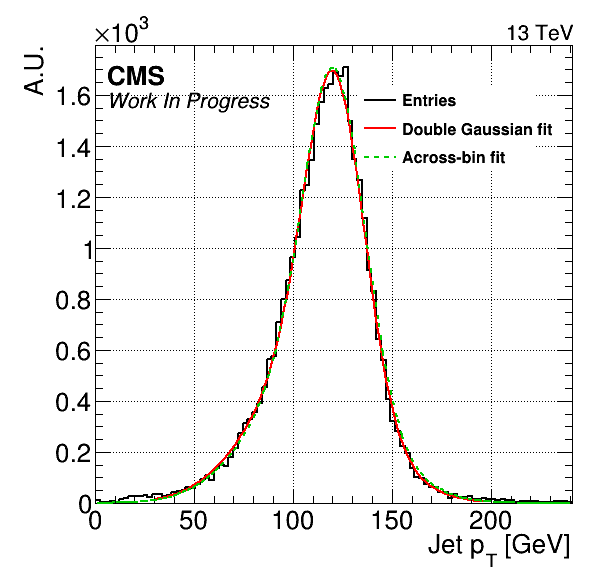 ×10³
13 TeV
A.U.
CMS
Work In Progress
Entries
Double Gaussian fit
Across-bin fit
1.6
1.4
1.2
1
0.8
0.6
0.4
0.2
0
0 50 100 150 200
Jet p_T [GeV]